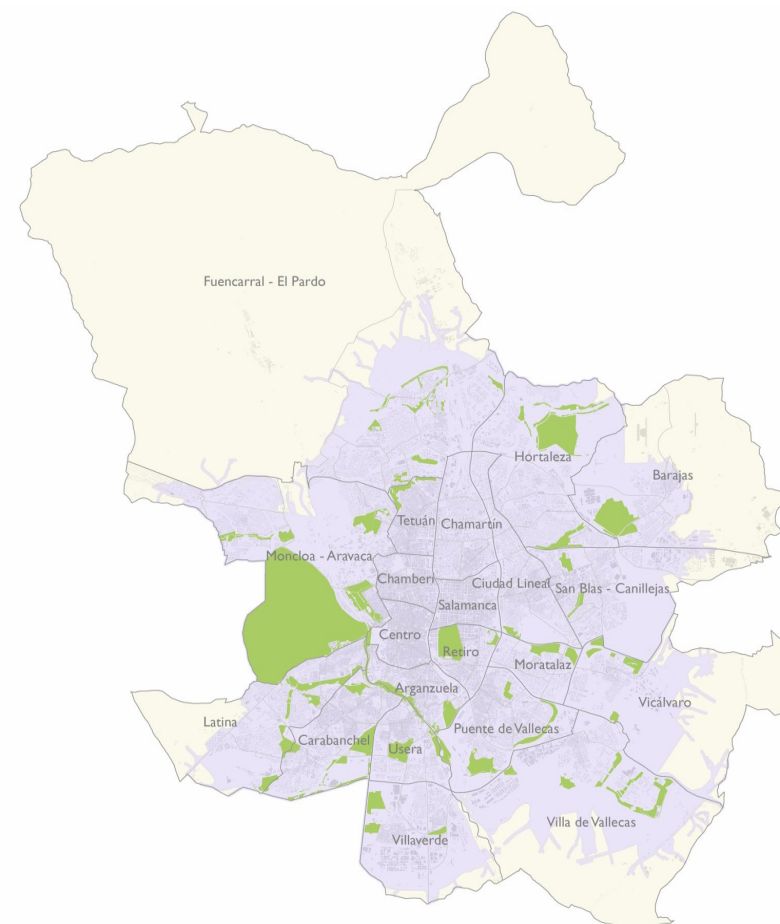 Fuencarral - El Pardo
Hortaleza
Barajas
Tetuán
Chamartín
Moncloa - Aravaca
Chamberí
Ciudad Lineal
San Blas - Canillejas
Salamanca
Centro
Retiro
Moratalaz
Arganzuela
Vicálvaro
Latina
Puente de Vallecas
Carabanchel
Usera
Villa de Vallecas
Villaverde